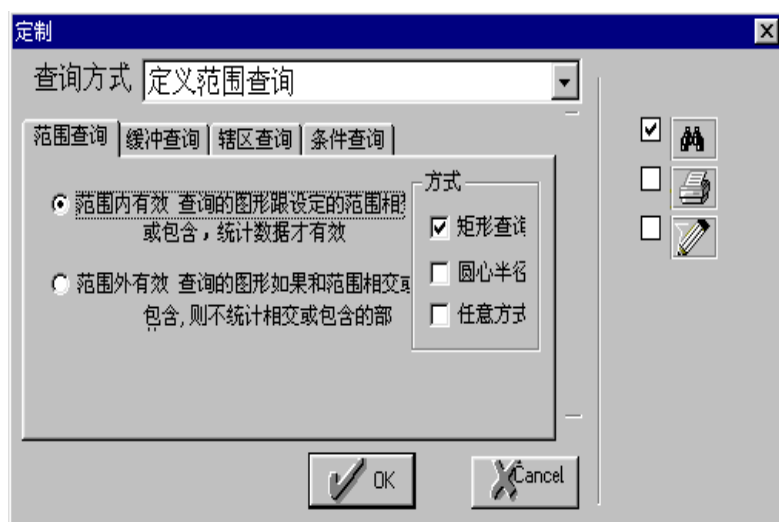 定制
查询方式 定义范围查询
范围查询 缓冲查询 辖区查询 条件查询
方式
范围内有效 查询的图形跟设定的范围相
或包含，统计数据才有效
范围外有效 查询的图形如果和范围相交或
包含,则不统计相交或包含的部
矩形查询
圆心半径
任意方式
OK
Cancel